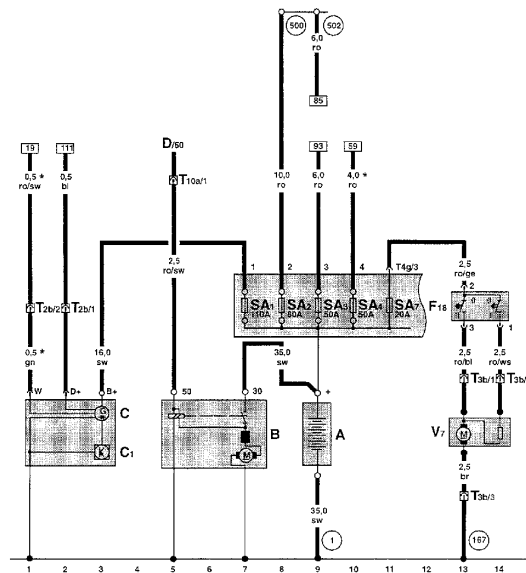 500
502
6,0
ro
85
19
111
D/50
93
59
0,5 *
ro/sw
0,5
bl
T10a/1
10,0
ro
6,0
ro
4,0 *
ro
2,5
ro/sw
1
2
3
4
T4g/3
2,5
ro/ge
2
SA1
110A
SA2
80A
SA3
50A
SA4
50A
SA7
20A
F18
T2b/2
T2b/1
3
1
0,5 *
gn
16,0
sw
35,0
sw
2,5
ro/bl
2,5
ro/ws
T3b/1
T3b/
W
D+
B+
50
30
+
G
C
K
C1
B
M
A
V7
M
2,5
br
T3b/3
35,0
sw
1
167
1 2 3 4 5 6 7 8 9 10 11 12 13 14